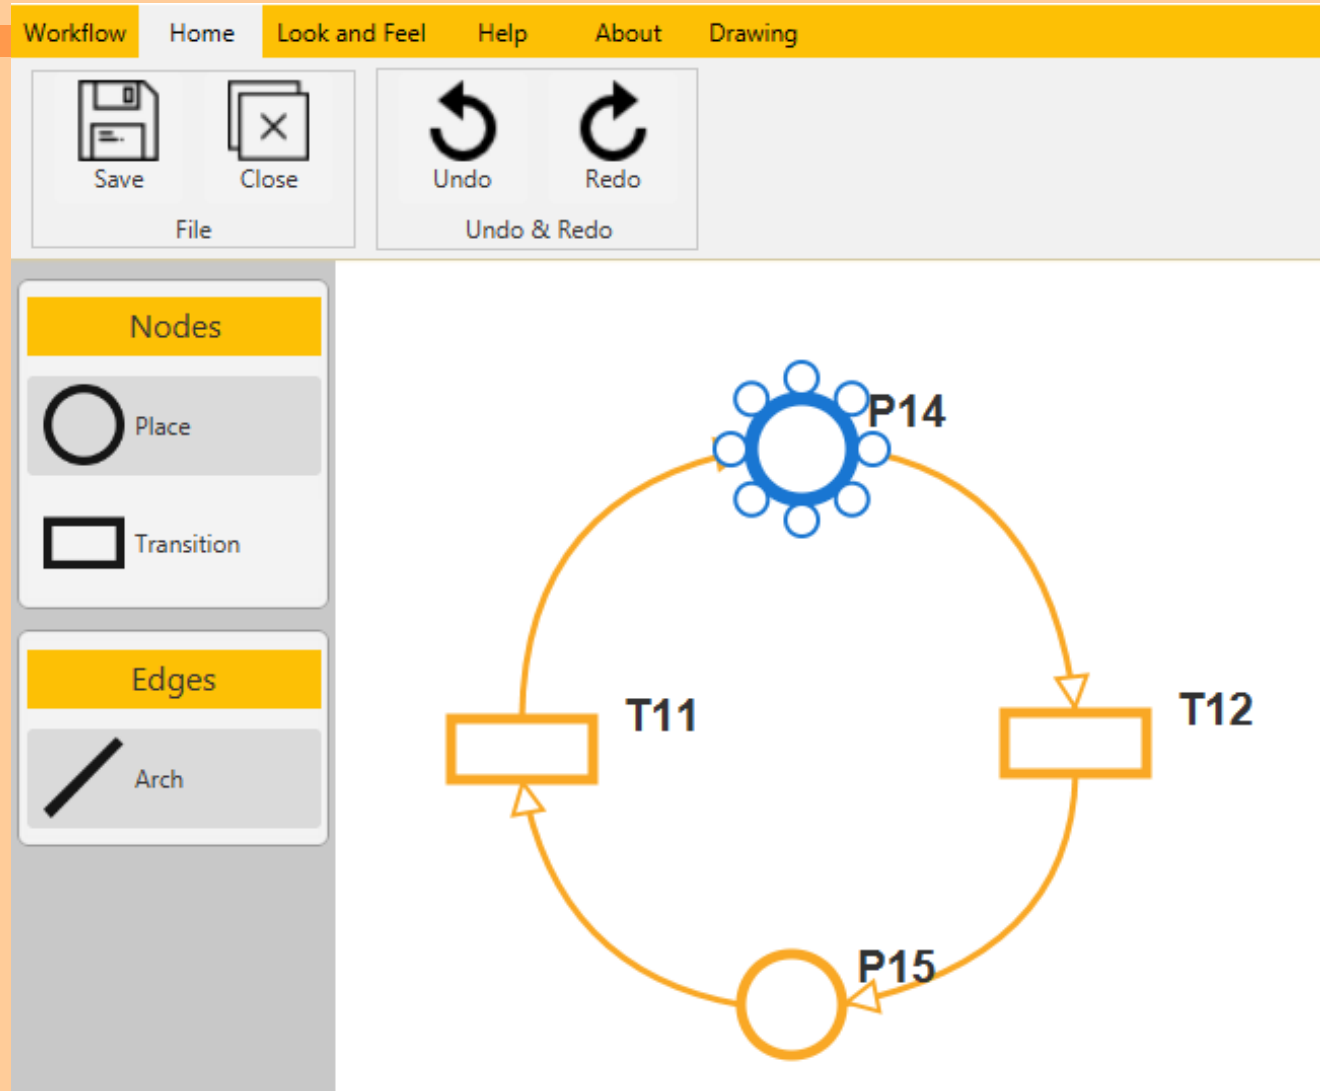 Workflow Home Look and Feel Help About Drawing
Save Close Undo Redo
File Undo & Redo
Nodes
Place
Transition
Edges
Arch
P14
T11
T12
P15